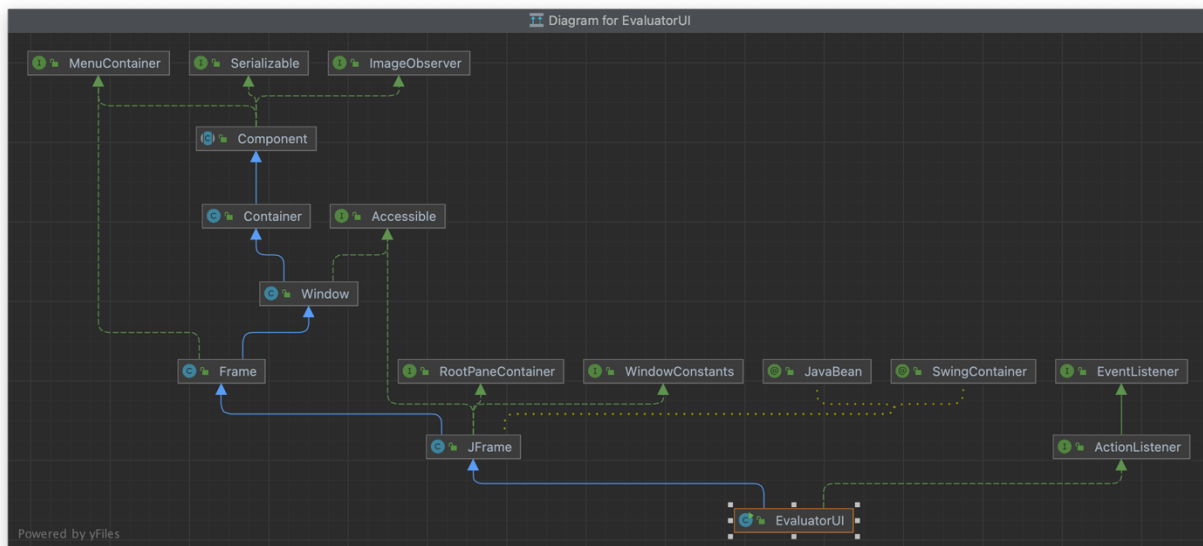 Diagram for EvaluatorUI
MenuContainer
Serializable
ImageObserver
Component
Container
Accessible
Window
Frame
RootPaneContainer
WindowConstants
JavaBean
SwingContainer
EventListener
JFrame
ActionListener
EvaluatorUI
Powered by yFiles